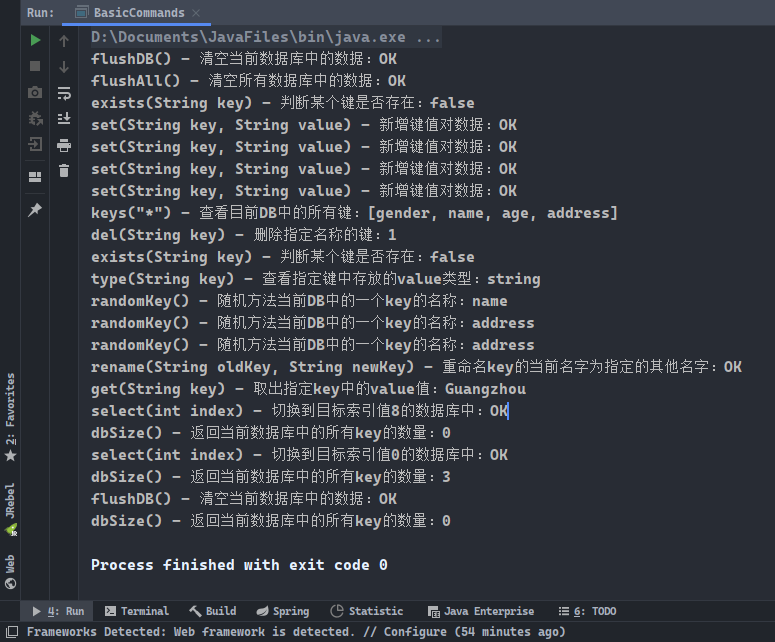 Run: BasicCommands
D:\Documents\JavaFiles\bin\java.exe ...
flushDB() – 清空当前数据库中的数据：OK
flushAll() – 清空所有数据库中的数据：OK
exists(String key) – 判断某个键是否存在：false
set(String key, String value) – 新增键值对数据：OK
set(String key, String value) – 新增键值对数据：OK
set(String key, String value) – 新增键值对数据：OK
set(String key, String value) – 新增键值对数据：OK
keys("*") – 查看目前DB中的所有键：[gender, name, age, address]
del(String key) – 删除指定名称的键：1
exists(String key) – 判断某个键是否存在：false
type(String key) – 查看指定键中存放的value类型：string
randomKey() – 随机方法当前DB中的一个key的名称：name
randomKey() – 随机方法当前DB中的一个key的名称：address
randomKey() – 随机方法当前DB中的一个key的名称：address
rename(String oldKey, String newKey) – 重命名key的当前名字为指定的其他名字：OK
get(String key) – 取出指定key中的value值：Guangzhou
select(int index) – 切换到目标索引值8的数据库中：OK
dbSize() – 返回当前数据库中的所有key的数量：0
select(int index) – 切换到目标索引值0的数据库中：OK
dbSize() – 返回当前数据库中的所有key的数量：3
flushDB() – 清空当前数据库中的数据：OK
dbSize() – 返回当前数据库中的所有key的数量：0
Process finished with exit code 0
2: Favorites
JRebel
Web
4: Run Terminal Build Spring Statistic Java Enterprise 6: TODO
Frameworks Detected: Web framework is detected. // Configure (54 minutes ago)